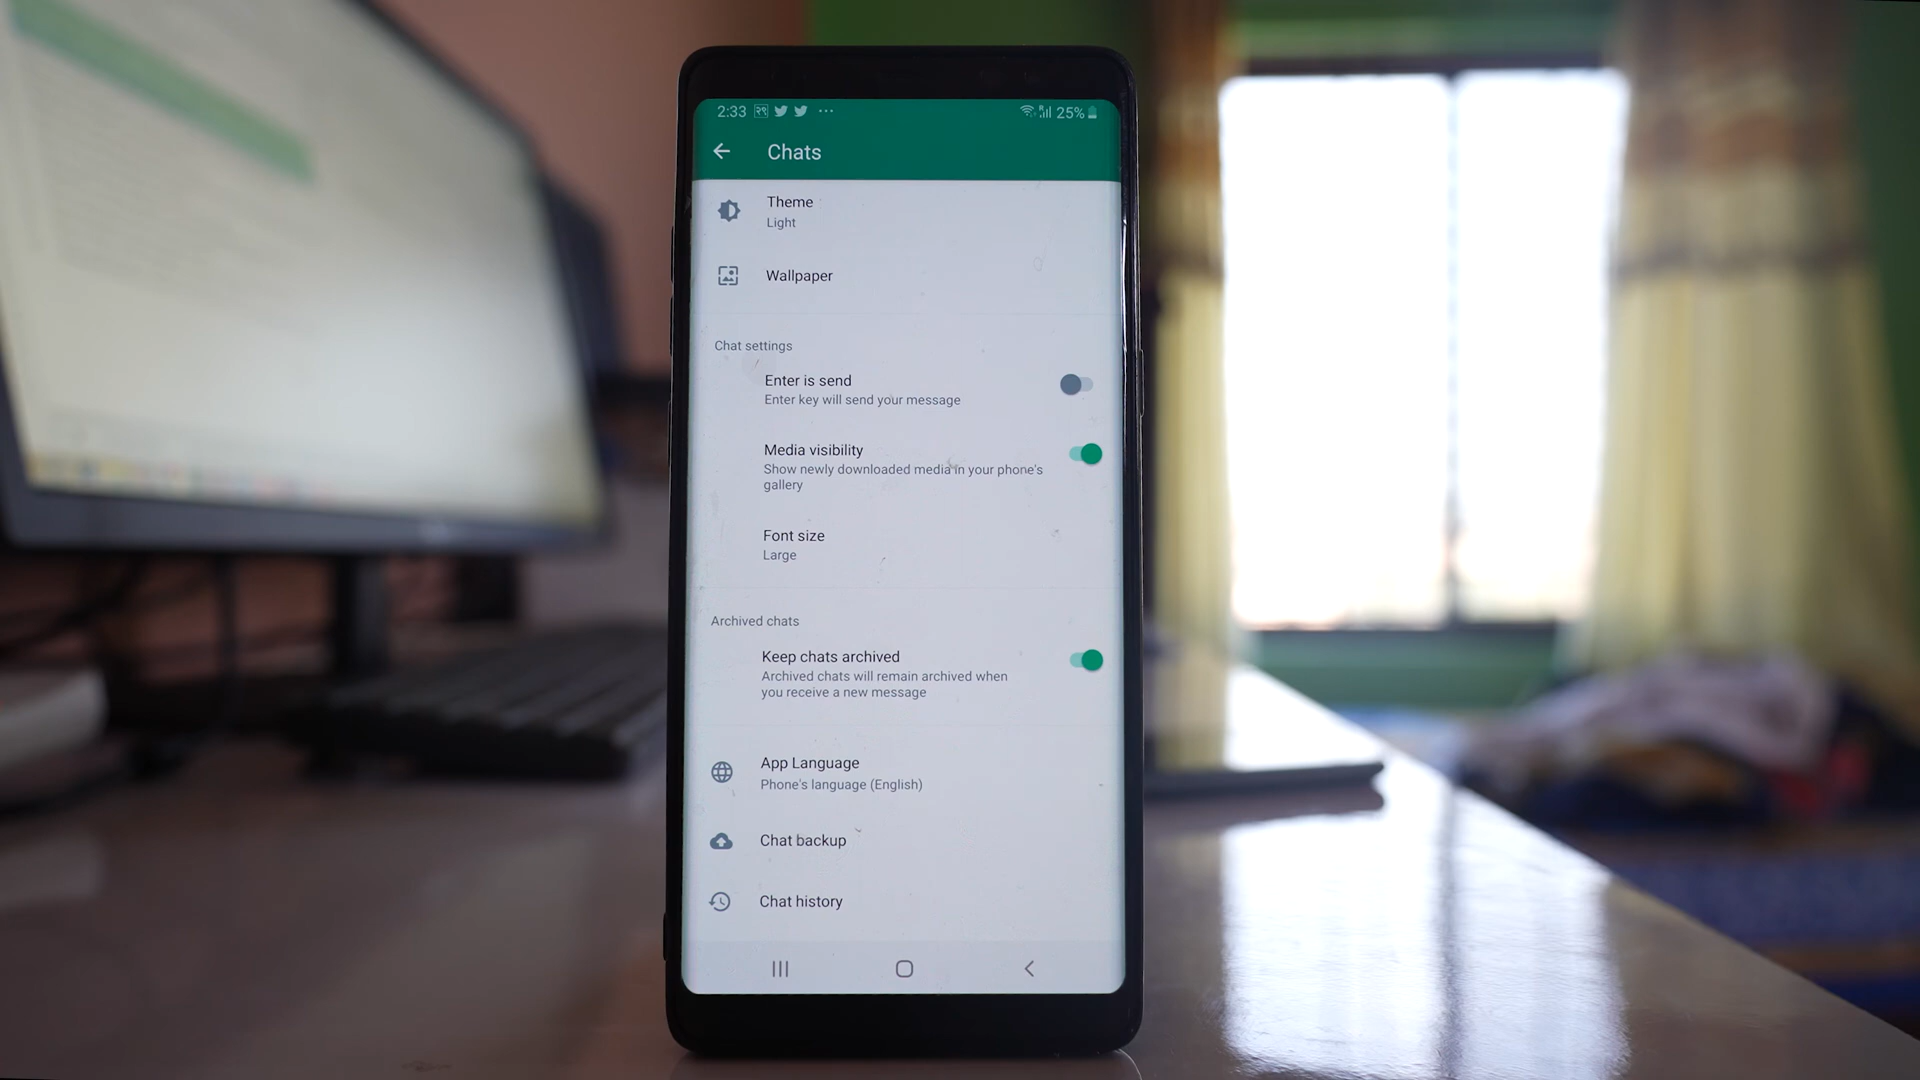 2:33 २९ ... 25%
Chats
Theme
Light
Wallpaper
Chat settings
Enter is send
Enter key will send your message
Media visibility
Show newly downloaded media in your phone's
gallery
Font size
Large
Archived chats
Keep chats archived
Archived chats will remain archived when
you receive a new message
App Language
Phone's language (English)
Chat backup
Chat history